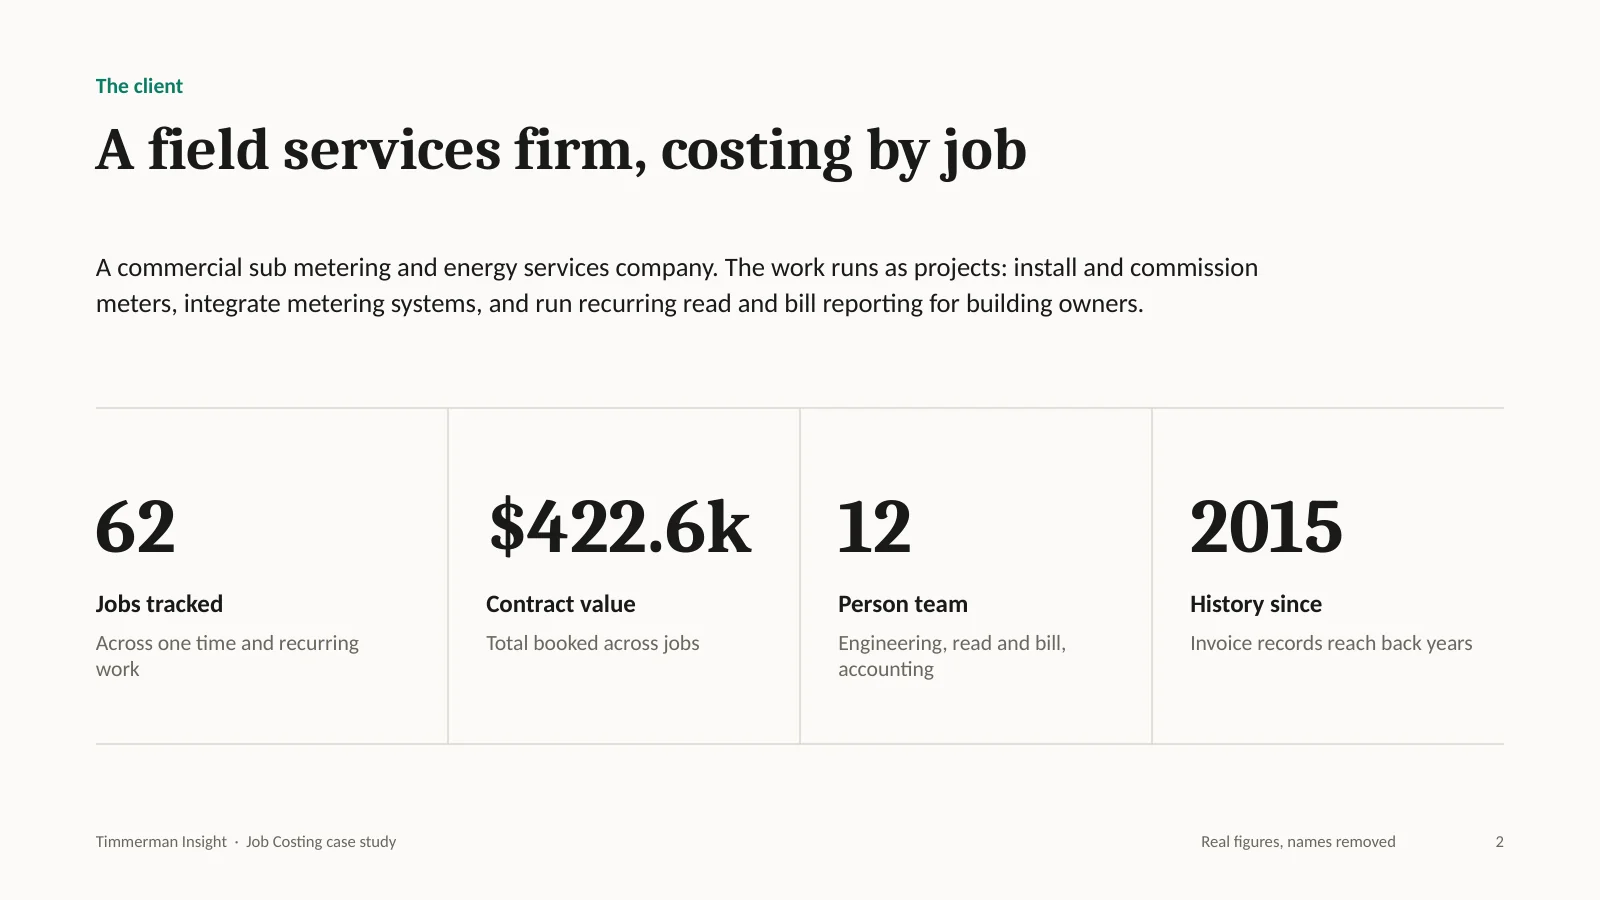 The client
A field services firm, costing by job
A commercial sub metering and energy services company. The work runs as projects: install and commission
meters, integrate metering systems, and run recurring read and bill reporting for building owners.
62
Jobs tracked
Across one time and recurring
work
$422.6k
Contract value
Total booked across jobs
12
Person team
Engineering, read and bill,
accounting
2015
History since
Invoice records reach back years
Timmerman Insight · Job Costing case study
Real figures, names removed
2